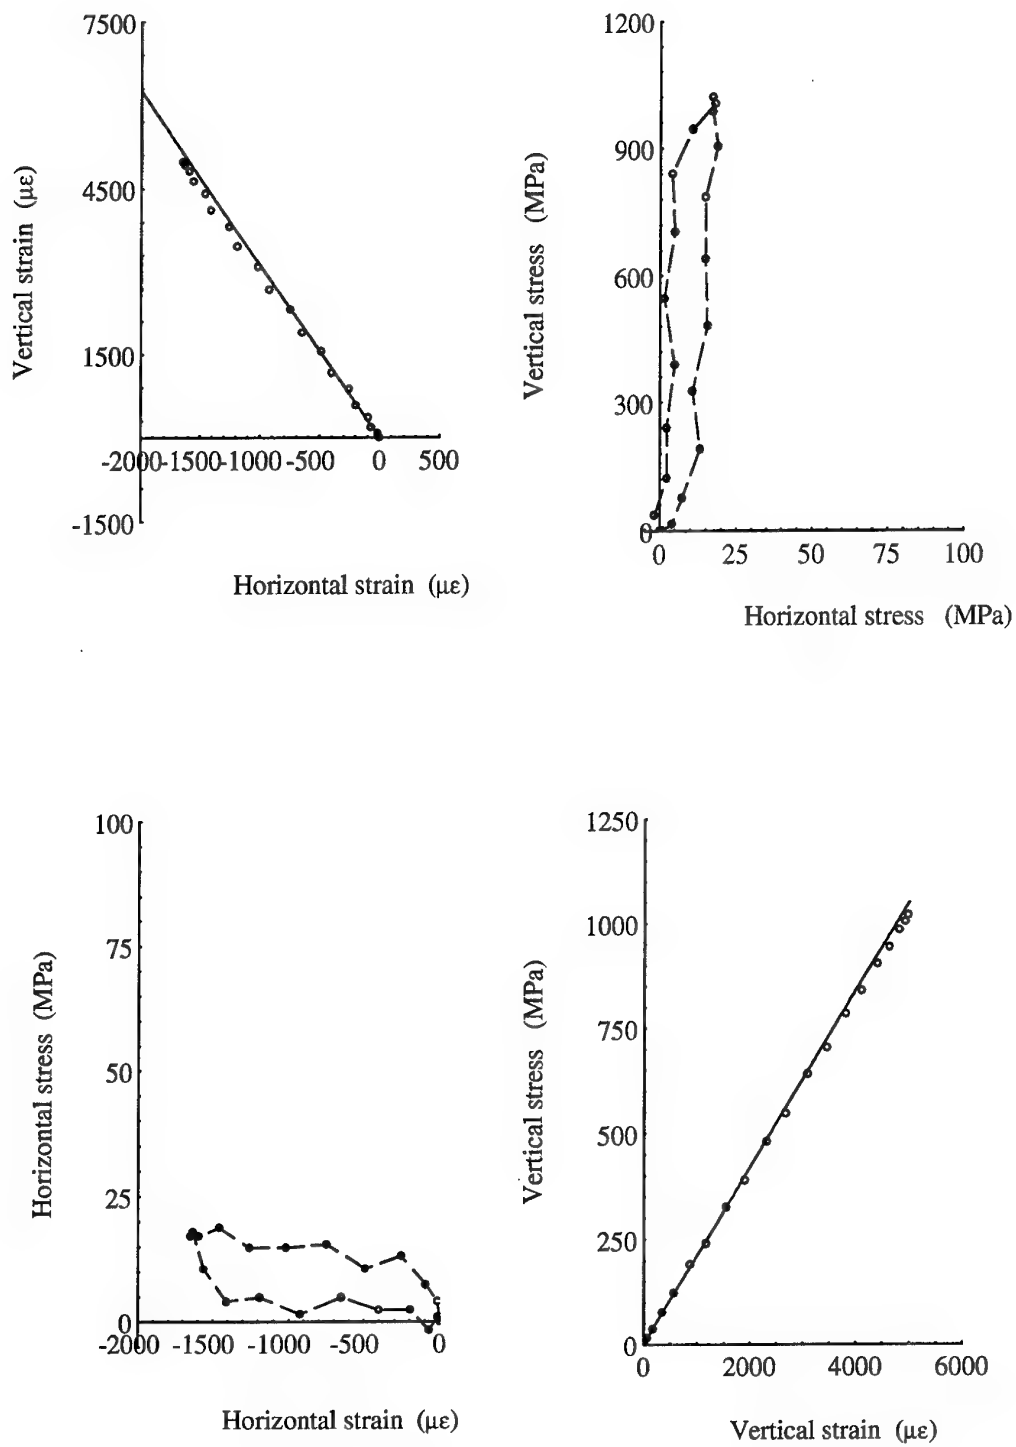 7500
4500
1500
-1500
-2000 -1500 -1000 -500 0 500
Vertical strain (με)
Horizontal strain (με)
1200
900
600
300
0
0 25 50 75 100
Vertical stress (MPa)
Horizontal stress (MPa)
100
75
50
25
0
-2000 -1500 -1000 -500 0
Horizontal stress (MPa)
Horizontal strain (με)
1250
1000
750
500
250
0
0 2000 4000 6000
Vertical stress (MPa)
Vertical strain (με)